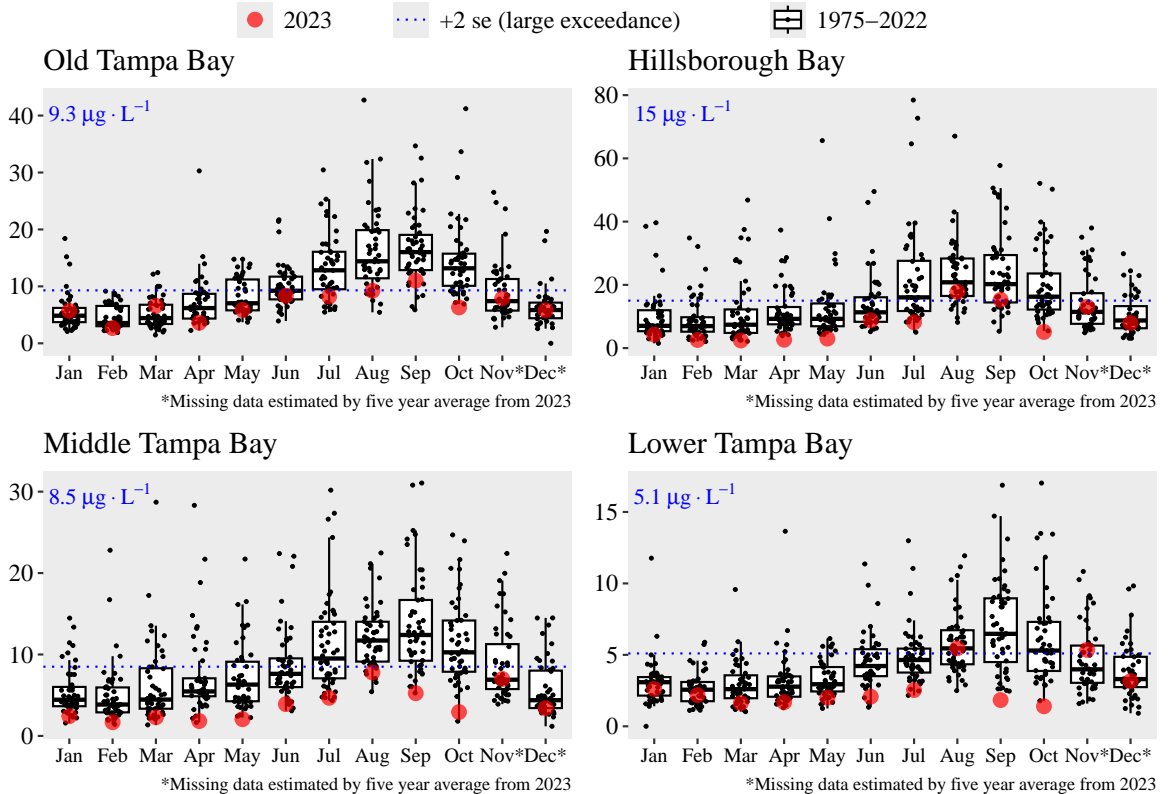 2023 +2 se (large exceedance) 1975−2022
Old Tampa Bay
9.3 μg · L⁻¹
40
30
20
10
0
Jan Feb Mar Apr May Jun Jul Aug Sep Oct Nov* Dec*
*Missing data estimated by five year average from 2023
Hillsborough Bay
15 μg · L⁻¹
80
60
40
20
0
Jan Feb Mar Apr May Jun Jul Aug Sep Oct Nov* Dec*
*Missing data estimated by five year average from 2023
Middle Tampa Bay
8.5 μg · L⁻¹
30
20
10
0
Jan Feb Mar Apr May Jun Jul Aug Sep Oct Nov* Dec*
*Missing data estimated by five year average from 2023
Lower Tampa Bay
5.1 μg · L⁻¹
15
10
5
0
Jan Feb Mar Apr May Jun Jul Aug Sep Oct Nov* Dec*
*Missing data estimated by five year average from 2023